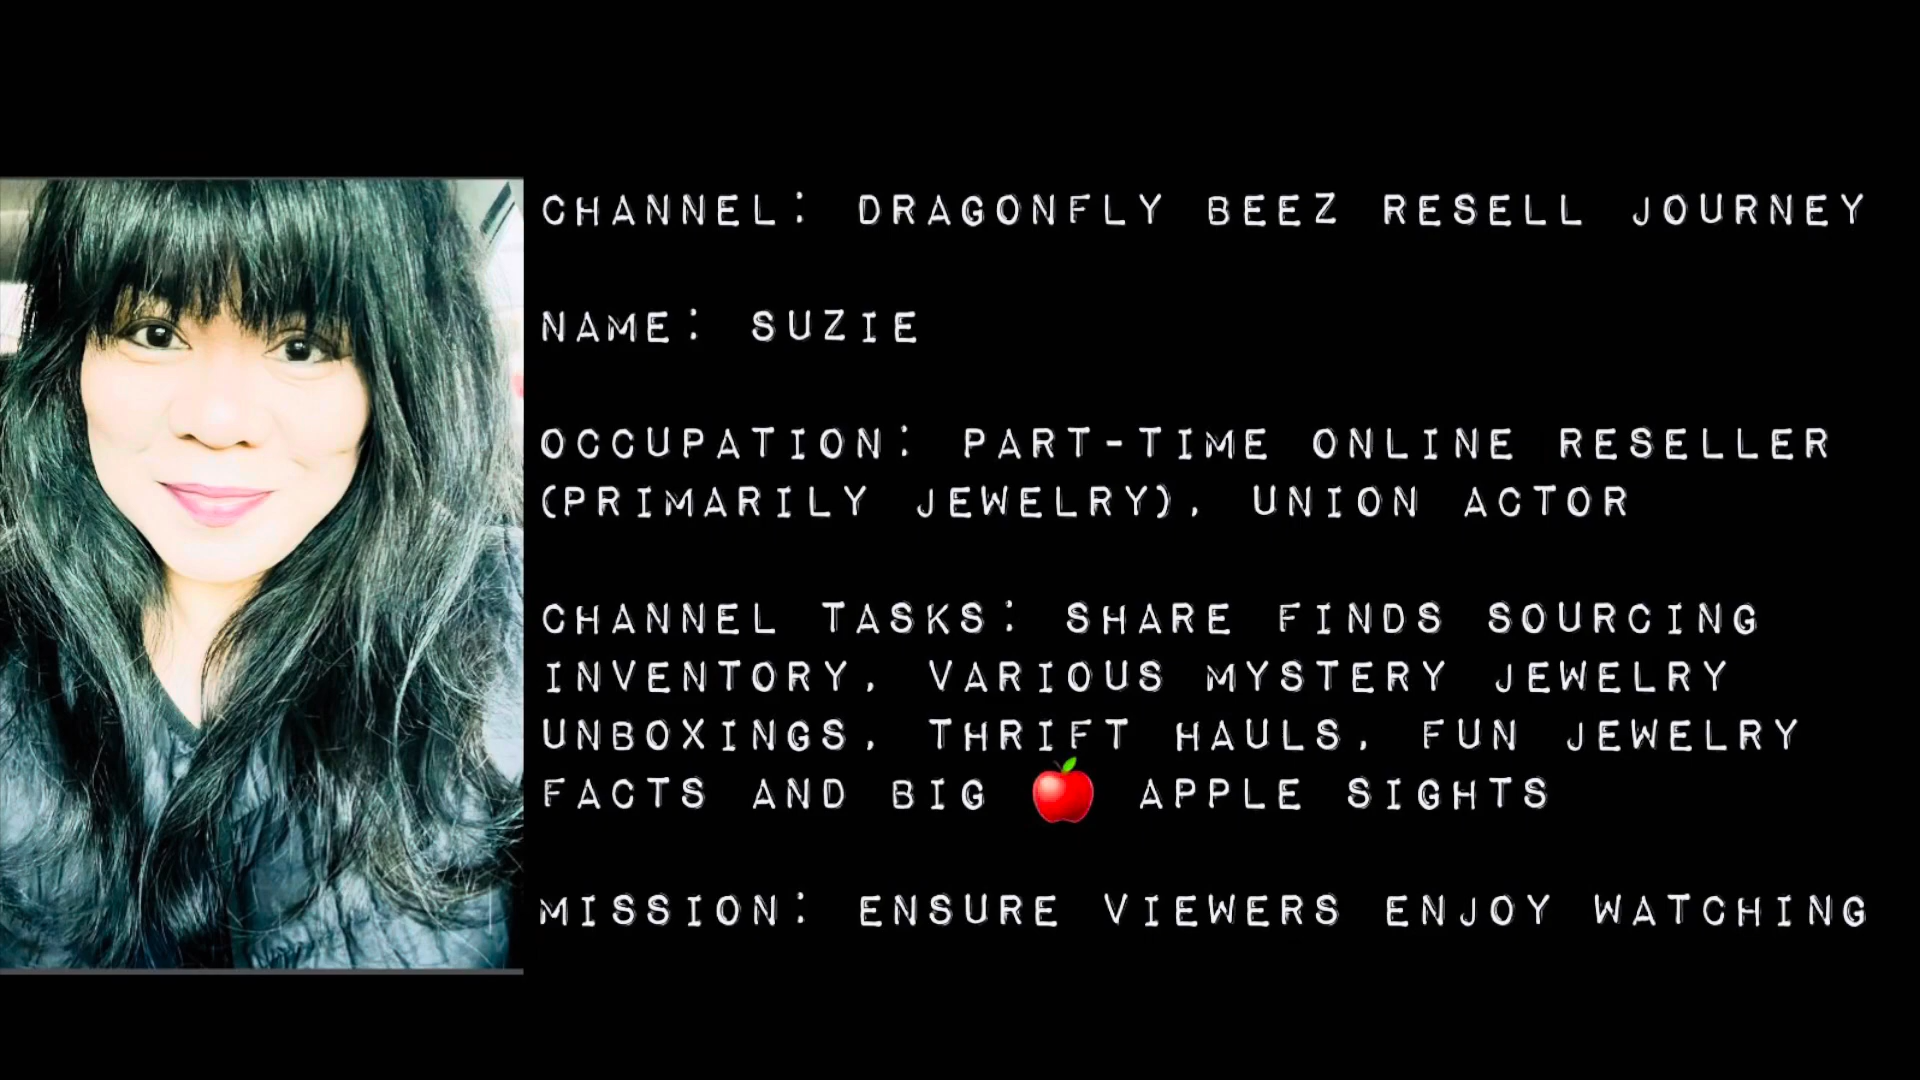 CHANNEL: DRAGONFLY BEEZ RESELL JOURNEY
NAME: SUZIE
OCCUPATION: PART-TIME ONLINE RESELLER
(PRIMARILY JEWELRY), UNION ACTOR
CHANNEL TASKS: SHARE FINDS SOURCING
INVENTORY, VARIOUS MYSTERY JEWELRY
UNBOXINGS, THRIFT HAULS, FUN JEWELRY
FACTS AND BIG 🍎 APPLE SIGHTS
MISSION: ENSURE VIEWERS ENJOY WATCHING